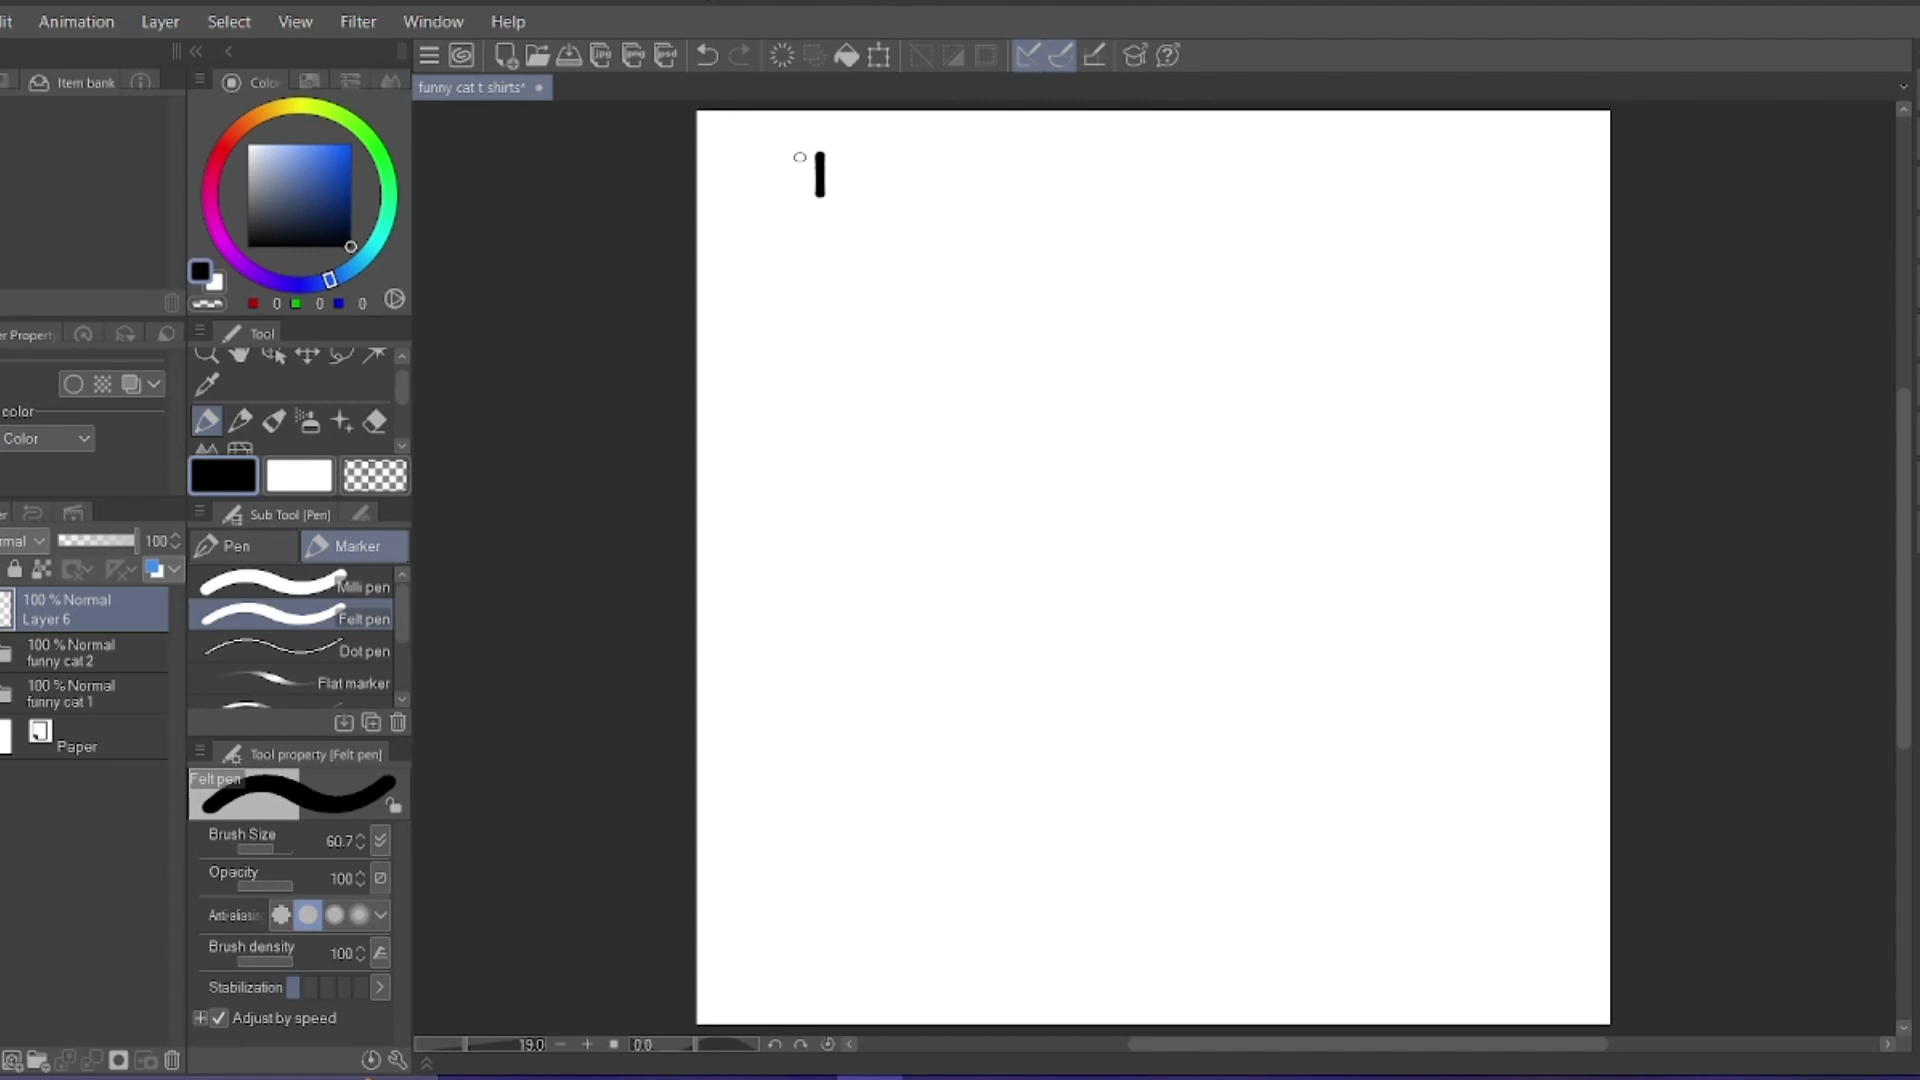 Animation Layer Select View Filter Window Help
Item bank
funny cat t shirts*
0 0 0
Tool
color
Color
Sub Tool [Pen]
100
Pen Marker
Milli pen
100 % Normal
Layer 6
Felt pen
100 % Normal
funny cat 2
Dot pen
100 % Normal
funny cat 1
Flat marker
Paper
Tool property [Felt pen]
Felt pen
Brush Size 60.7
Opacity 100
Brush density 100
Stabilization
Adjust by speed
19.0 0.0